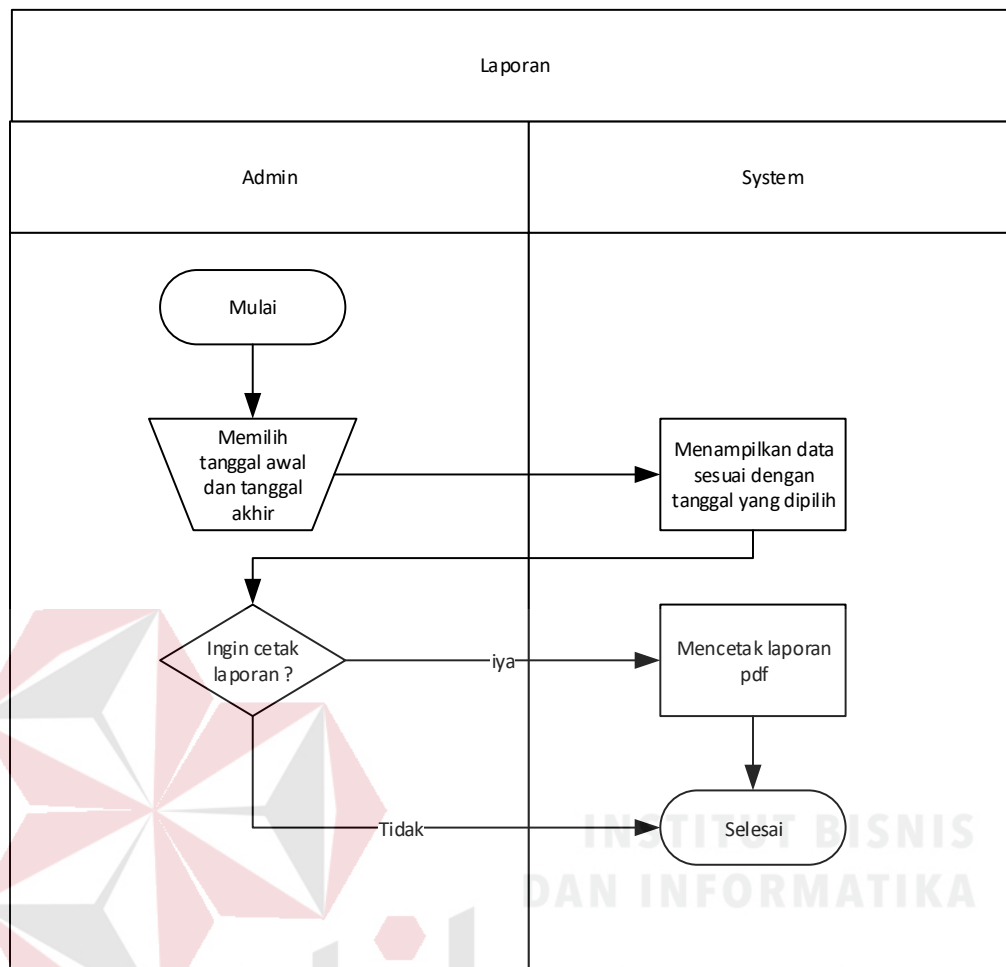 Laporan
Admin
System
Mulai
Memilih
tanggal awal
dan tanggal
akhir
Menampilkan data
sesuai dengan
tanggal yang dipilih
Ingin cetak
laporan ?
iya
Mencetak laporan
pdf
Tidak
Selesai
INSTITUT BISNIS
DAN INFORMATIKA